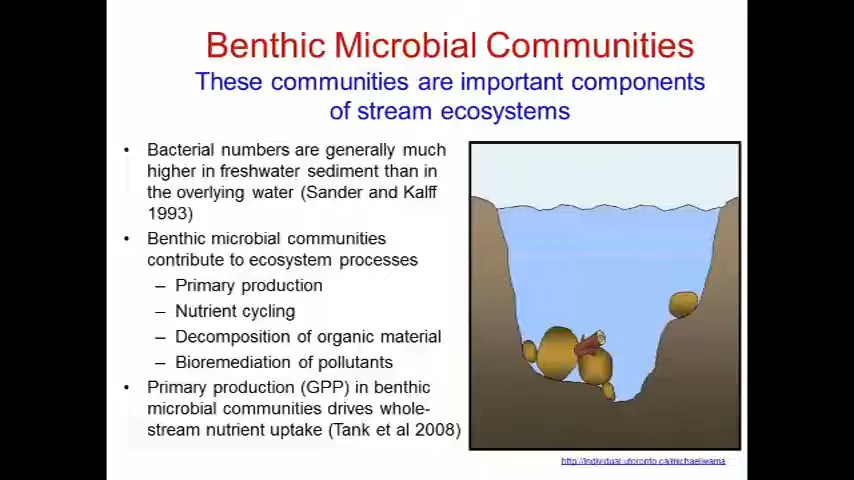 Benthic Microbial Communities
These communities are important components
of stream ecosystems
• Bacterial numbers are generally much
higher in freshwater sediment than in
the overlying water (Sander and Kalff
1993)
• Benthic microbial communities
contribute to ecosystem processes
– Primary production
– Nutrient cycling
– Decomposition of organic material
– Bioremediation of pollutants
• Primary production (GPP) in benthic
microbial communities drives whole-
stream nutrient uptake (Tank et al 2008)